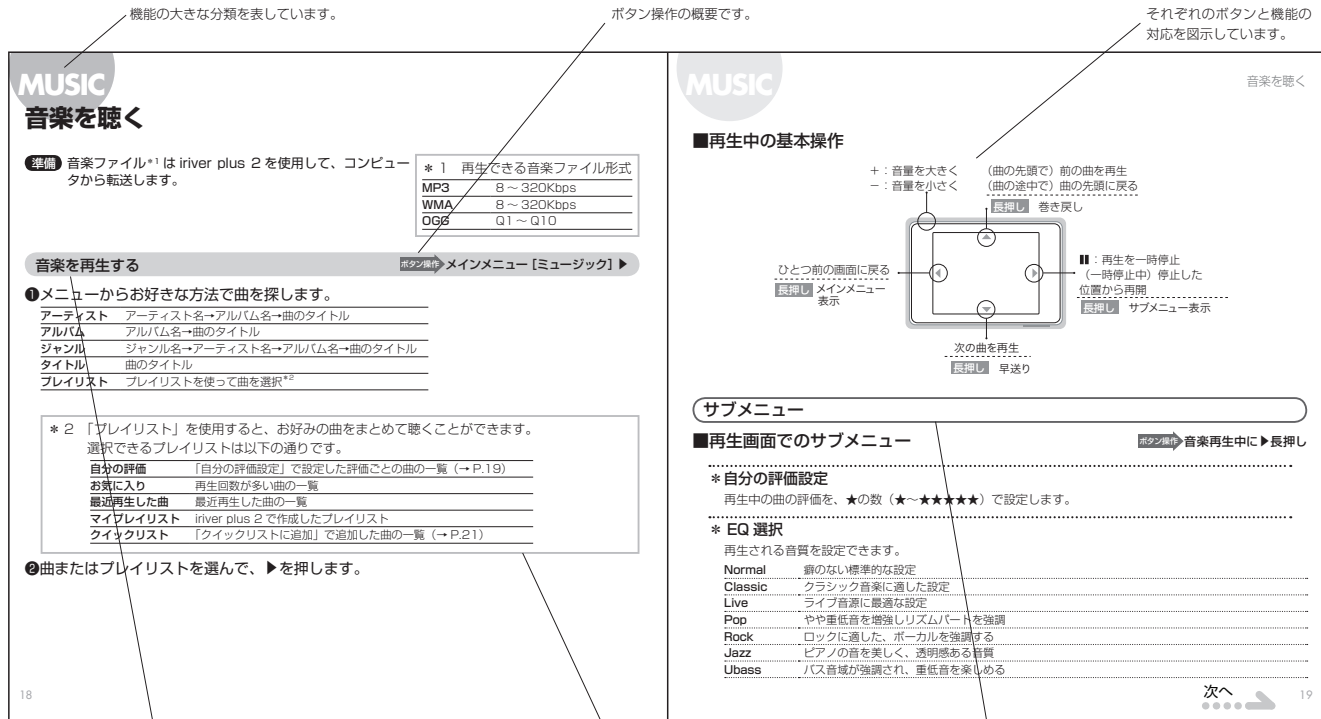 機能の大きな分類を表しています。
ボタン操作の概要です。
それぞれのボタンと機能の
対応を図示しています。
MUSIC
音楽を聴く
準備 音楽ファイル*1 は iriver plus 2 を使用して、コンピュー
タから転送します。
＊ 1 再生できる音楽ファイル形式
MP3 8 ～ 320Kbps
WMA 8 ～ 320Kbps
OGG Q1 ～ Q10
音楽を再生する ボタン操作 メインメニュー［ミュージック］▶
❶メニューからお好きな方法で曲を探します。
アーティスト アーティスト名→アルバム名→曲のタイトル
アルバム アルバム名→曲のタイトル
ジャンル ジャンル名→アーティスト名→アルバム名→曲のタイトル
タイトル 曲のタイトル
プレイリスト プレイリストを使って曲を選択*2
＊ 2 「プレイリスト」を使用すると、お好みの曲をまとめて聴くことができます。
選択できるプレイリストは以下の通りです。
自分の評価 「自分の評価設定」で設定した評価ごとの曲の一覧（→ P.19）
お気に入り 再生回数が多い曲の一覧
最近再生した曲 最近再生した曲の一覧
マイプレイリスト iriver plus 2 で作成したプレイリスト
クイックリスト 「クイックリストに追加」で追加した曲の一覧（→ P.21）
❷曲またはプレイリストを選んで、▶を押します。
18
MUSIC
音楽を聴く
■再生中の基本操作
＋：音量を大きく
－：音量を小さく
（曲の先頭で）前の曲を再生
（曲の途中で）曲の先頭に戻る
長押し 巻き戻し
ひとつ前の画面に戻る
長押し メインメニュー
表示
▮▮：再生を一時停止
（一時停止中）停止した
位置から再開
長押し サブメニュー表示
次の曲を再生
長押し 早送り
サブメニュー
■再生画面でのサブメニュー ボタン操作 音楽再生中に▶長押し
＊自分の評価設定
再生中の曲の評価を、★の数（★～★★★★★）で設定します。
＊ EQ 選択
再生される音質を設定できます。
Normal 癖のない標準的な設定
Classic クラシック音楽に適した設定
Live ライブ音源に最適な設定
Pop やや重低音を増強しリズムパートを強調
Rock ロックに適した、ボーカルを強調する
Jazz ピアノの音を美しく、透明感ある音質
Ubass バス音域が強調され、重低音を楽しめる
次へ
19